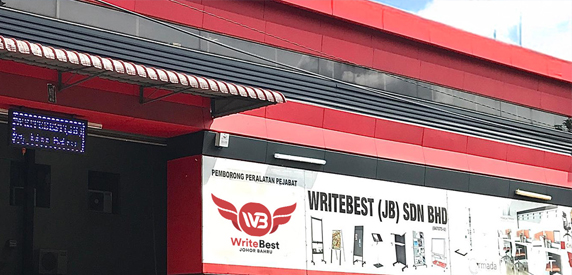 PEMBORONG PERALATAN PEJABAT
WB
WriteBest
JOHOR BAHRU
WRITEBEST (JB) SDN BHD